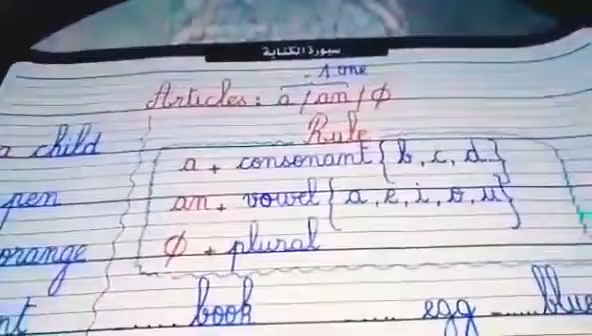 سبورة الكتابة
1 one
Articles: a / an / φ
Rule
a child
a + consonant { b, c, d...}
pen
an + vowel { a, e, i, o, u }
orange
φ + plural
...... book ...... egg ...... blue